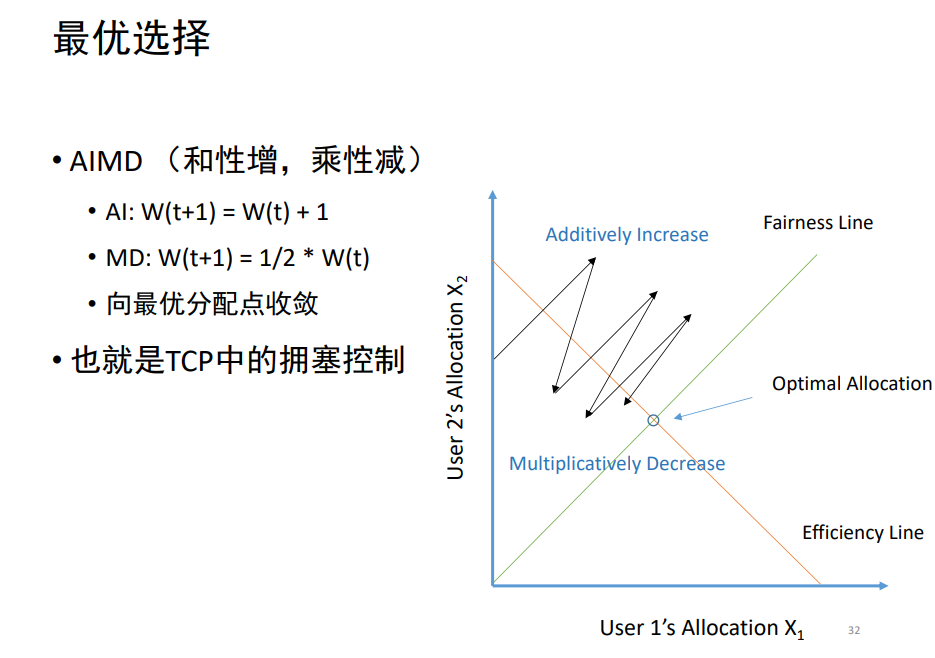 最优选择
• AIMD （和性增，乘性减）
• AI: W(t+1) = W(t) + 1
• MD: W(t+1) = 1/2 * W(t)
• 向最优分配点收敛
• 也就是TCP中的拥塞控制
Additively Increase
Fairness Line
User 2’s Allocation X₂
Optimal Allocation
Multiplicatively Decrease
Efficiency Line
User 1’s Allocation X₁
32